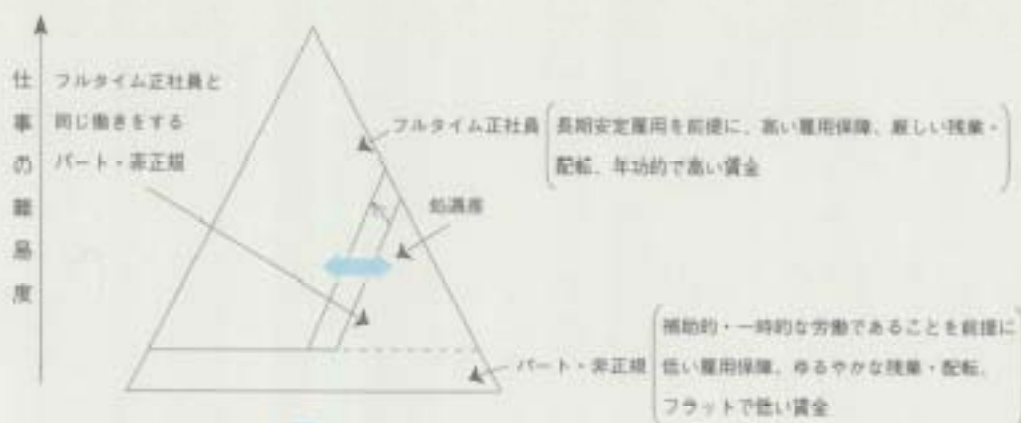 仕事の難易度
フルタイム正社員と
同じ働きをする
パート・非正規
フルタイム正社員
長期安定雇用を前提に、高い雇用保障、厳しい残業・
配転、年功的で高い賃金
処遇差
パート・非正規
補助的・一時的な労働であることを前提に
低い雇用保障、ゆるやかな残業・配転、
フラットで低い賃金